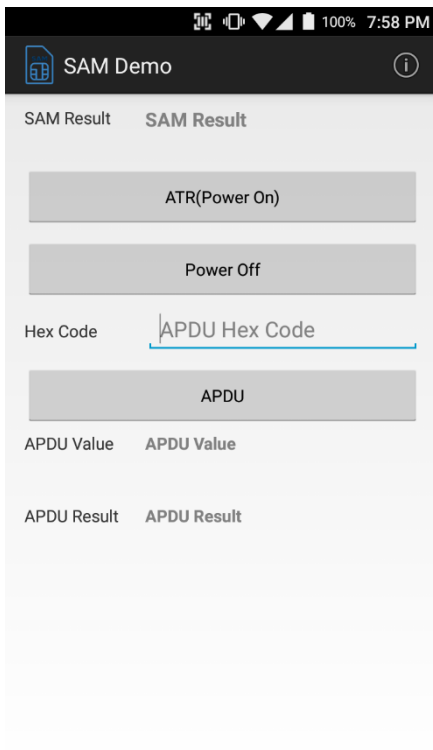 100% 7:58 PM
SAM Demo
SAM Result SAM Result
ATR(Power On)
Power Off
Hex Code APDU Hex Code
APDU
APDU Value APDU Value
APDU Result APDU Result